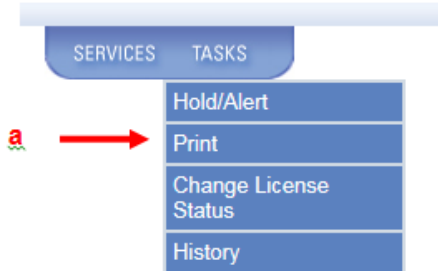 SERVICES TASKS
Hold/Alert
a Print
Change License
Status
History